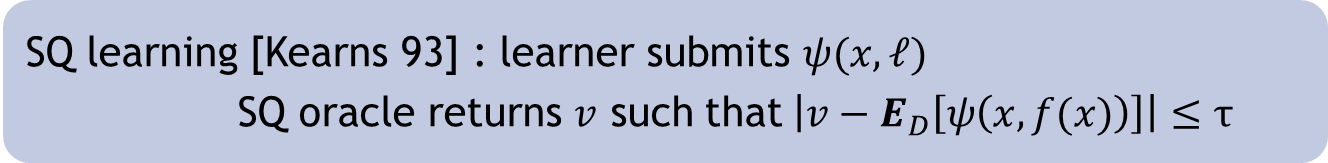 SQ learning [Kearns 93] : learner submits 𝜓(𝑥, ℓ)
SQ oracle returns 𝑣 such that |𝑣 − 𝑬_𝐷[𝜓(𝑥, 𝑓(𝑥))]| ≤ τ